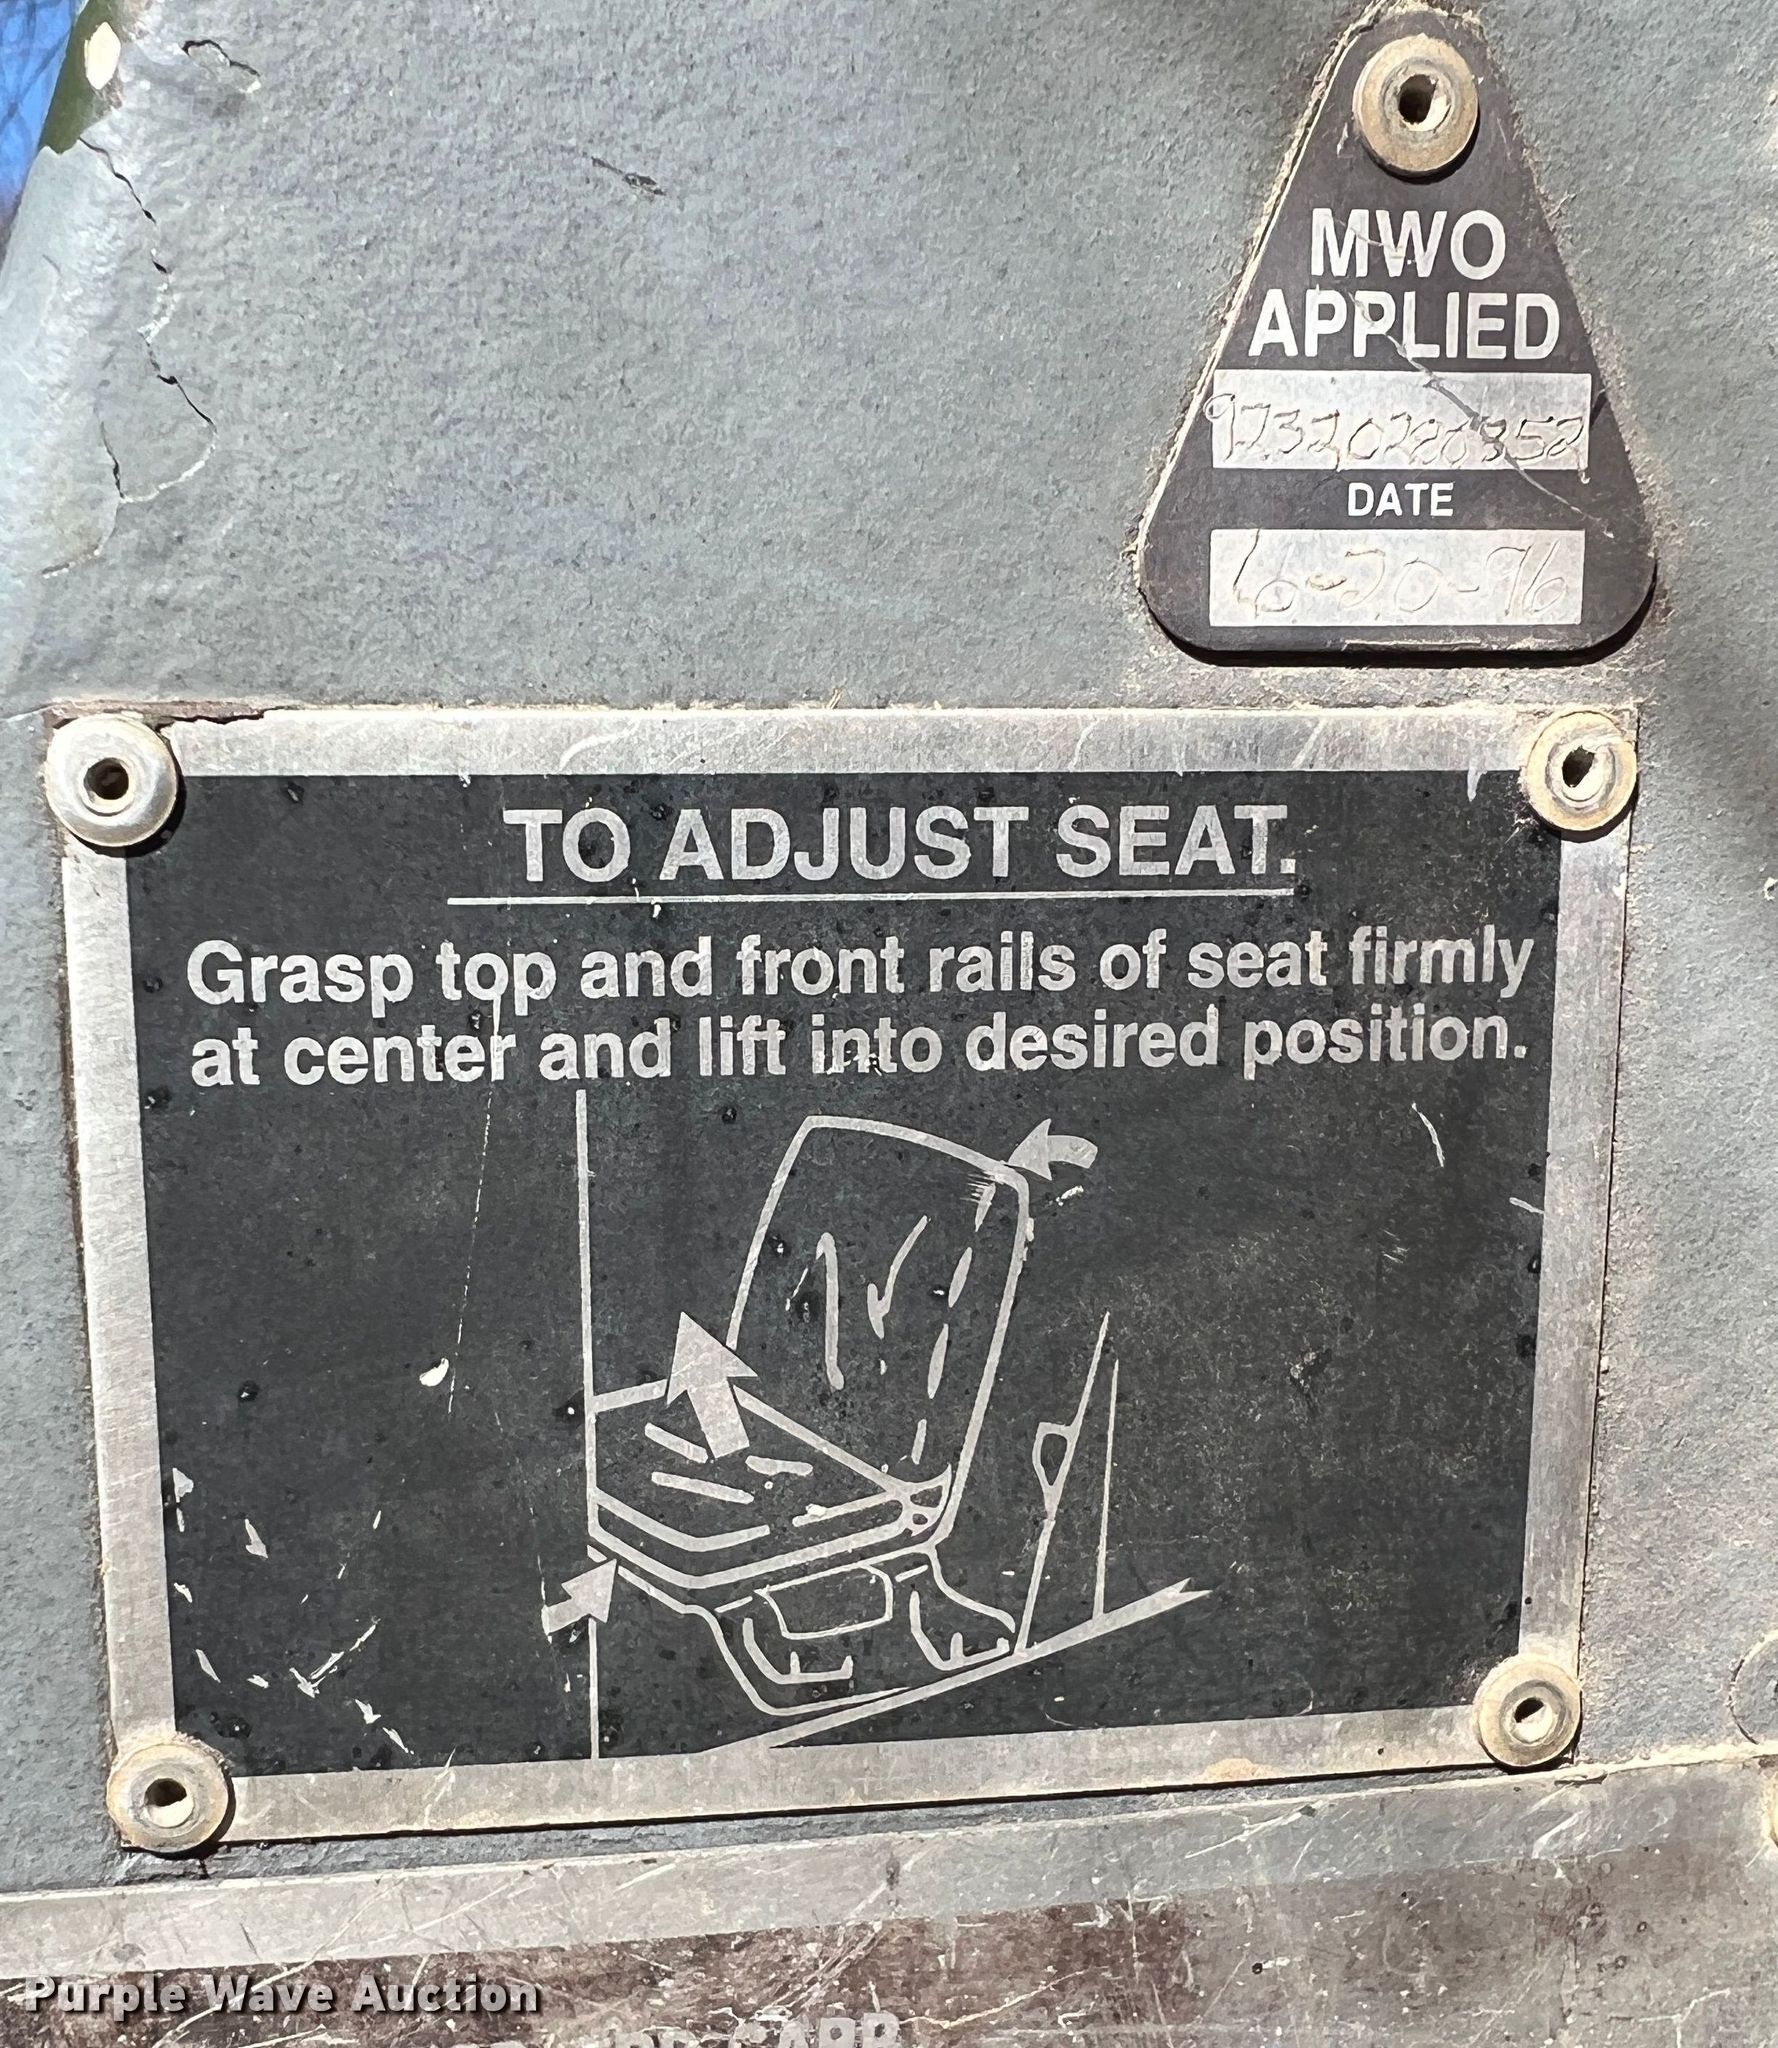 MWO
APPLIED
97320280352
DATE
6-20-96
TO ADJUST SEAT.
Grasp top and front rails of seat firmly
at center and lift into desired position.
Purple Wave Auction